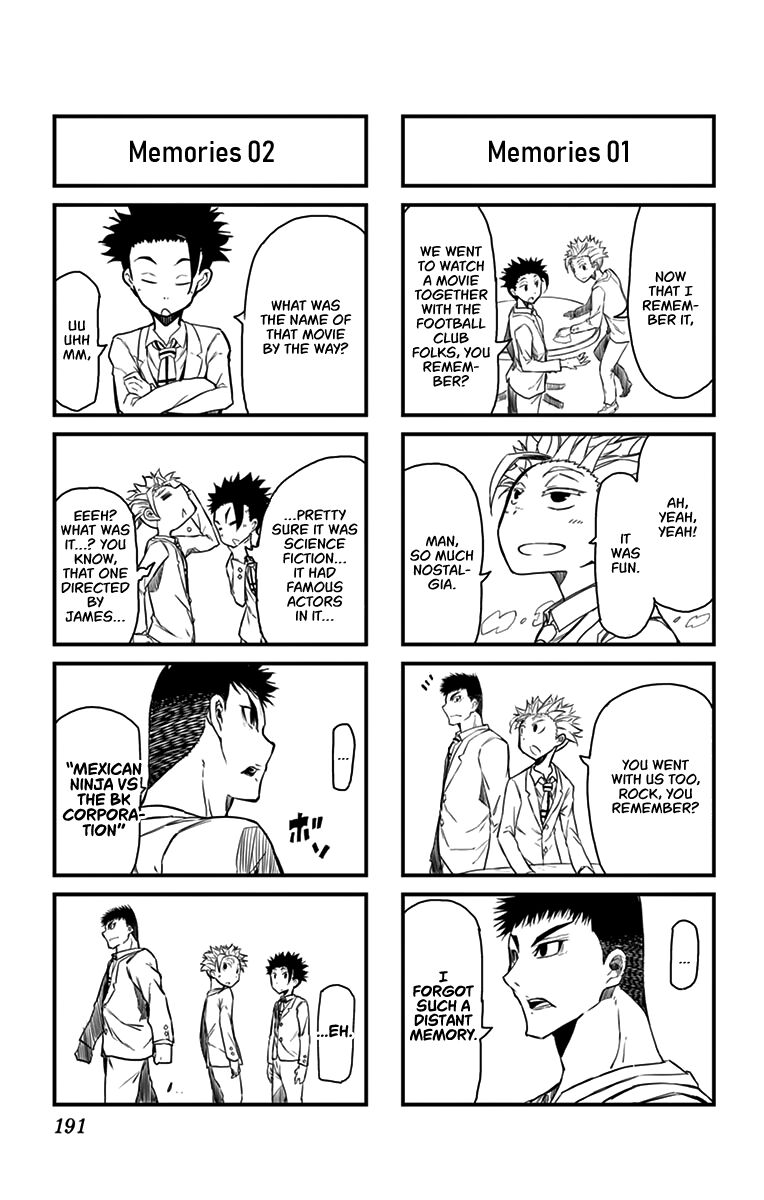 Memories 01
NOW THAT
I REMEM-
BER IT,
WE WENT
TO WATCH
A MOVIE
TOGETHER
WITH THE
FOOTBALL
CLUB
FOLKS, YOU
REMEM-
BER?
AH,
YEAH,
YEAH!
IT
WAS
FUN.
MAN,
SO MUCH
NOSTAL-
GIA.
YOU WENT
WITH US TOO,
ROCK, YOU
REMEMBER?
...
I
FORGOT
SUCH A
DISTANT
MEMORY.
Memories 02
WHAT WAS
THE NAME OF
THAT MOVIE
BY THE WAY?
UU
UHH
MM,
...PRETTY
SURE IT WAS
SCIENCE
FICTION...
IT HAD
FAMOUS
ACTORS
IN IT...
EEEH?
WHAT WAS
IT...? YOU
KNOW,
THAT ONE
DIRECTED
BY
JAMES...
...
"MEXICAN
NINJA VS
THE BK
CORPORA-
TION"
ボソッ
...EH.
191